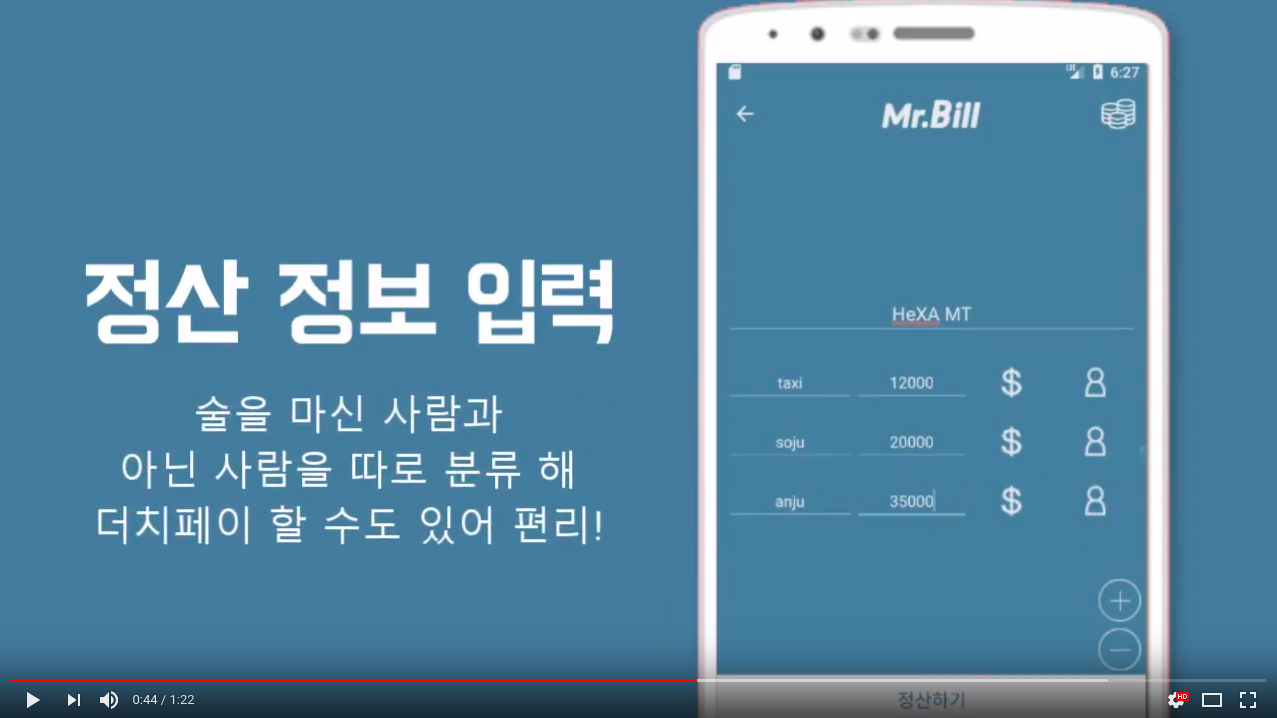 정산 정보 입력
술을 마신 사람과
아닌 사람을 따로 분류 해
더치페이 할 수도 있어 편리!
LTE 6:27
Mr.Bill
HeXA MT
taxi 12000 $
soju 20000 $
anju 35000 $
정산하기
0:44 / 1:22
HD